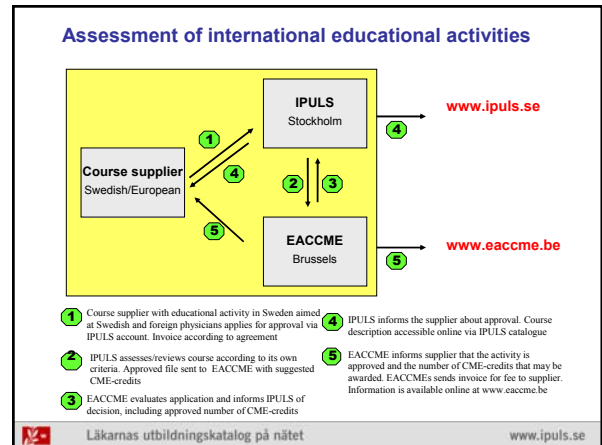 Assessment of international educational activities
IPULS
Stockholm
www.ipuls.se
4
1
Course supplier
Swedish/European
4
2
3
5
EACCME
Brussels
www.eaccme.be
5
1
Course supplier with educational activity in Sweden aimed
at Swedish and foreign physicians applies for approval via
IPULS account. Invoice according to agreement
2
IPULS assesses/reviews course according to its own
criteria. Approved file sent to EACCME with suggested
CME-credits
3
EACCME evaluates application and informs IPULS of
decision, including approved number of CME-credits
4
IPULS informs the supplier about approval. Course
description accessible online via IPULS catalogue
5
EACCME informs supplier that the activity is
approved and the number of CME-credits that may be
awarded. EACCMEs sends invoice for fee to supplier.
Information is available online at www.eaccme.be
Läkarnas utbildningskatalog på nätet
www.ipuls.se